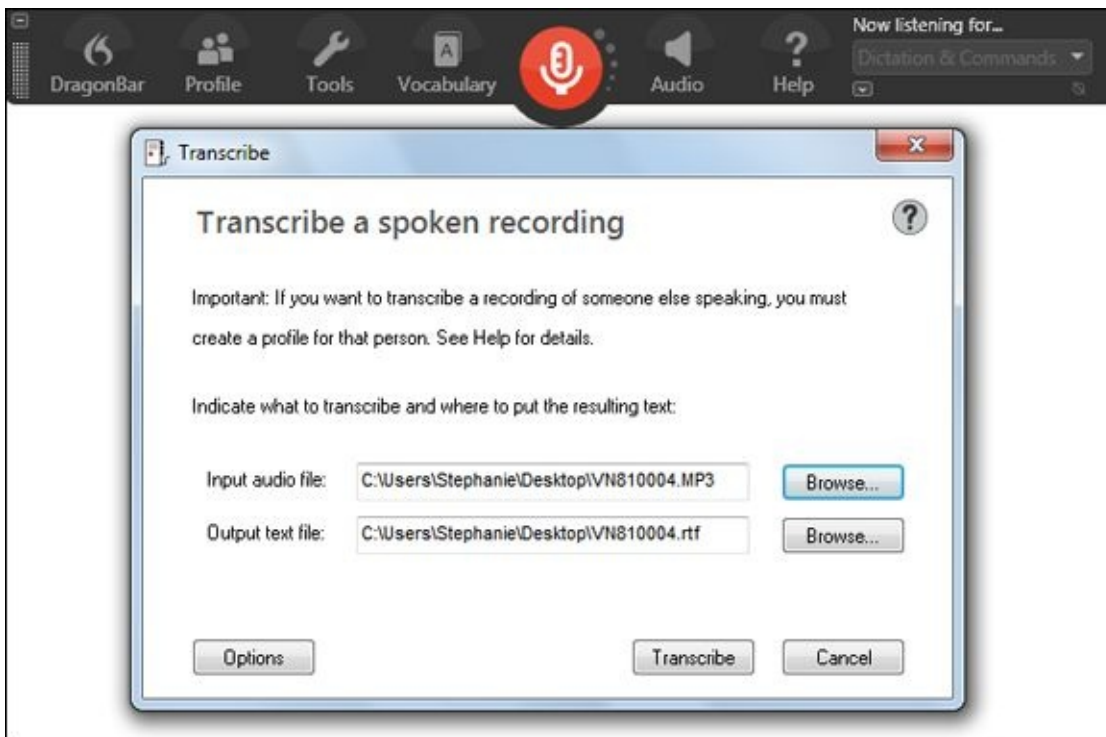 Now listening for...
DragonBar Profile Tools Vocabulary Audio Help Dictation & Commands
Transcribe
Transcribe a spoken recording
Important: If you want to transcribe a recording of someone else speaking, you must
create a profile for that person. See Help for details.
Indicate what to transcribe and where to put the resulting text:
Input audio file: C:\Users\Stephanie\Desktop\VN810004.MP3 Browse...
Output text file: C:\Users\Stephanie\Desktop\VN810004.rtf Browse...
Options Transcribe Cancel